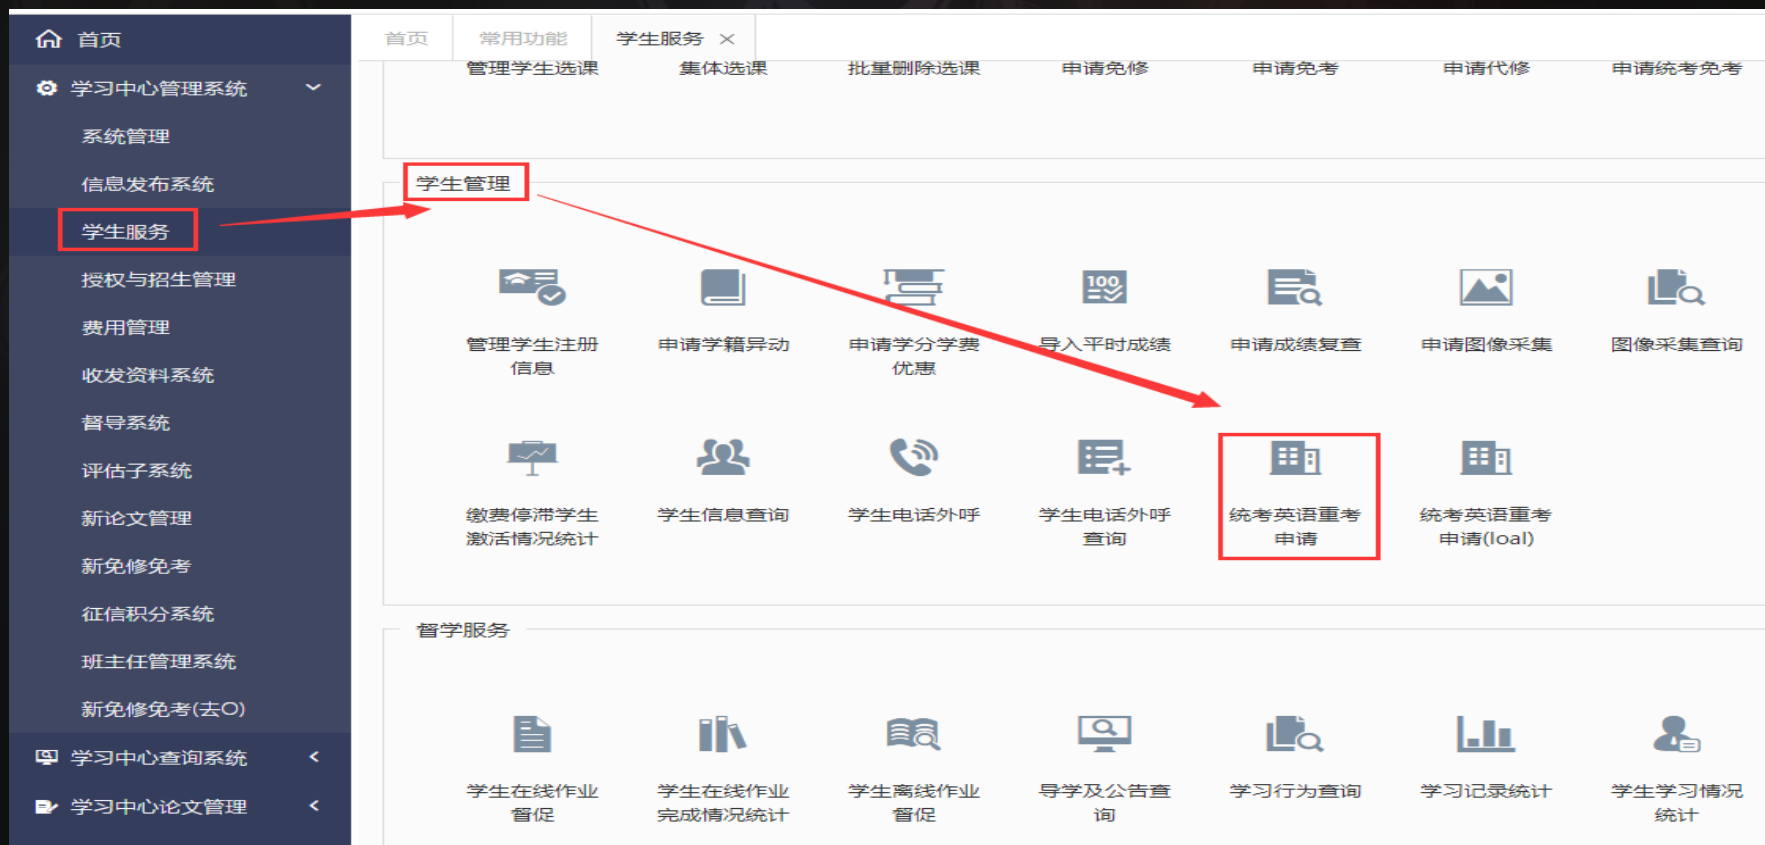 首页
学习中心管理系统
系统管理
信息发布系统
学生服务
授权与招生管理
费用管理
收发资料系统
督导系统
评估子系统
新论文管理
新免修免考
征信积分系统
班主任管理系统
新免修免考(去O)
学习中心查询系统
学习中心论文管理
首页 常用功能 学生服务 ×
管理学生选课 集体选课 批量删除选课 申请免修 申请免考 申请代修 申请统考免考
学生管理
100
管理学生注册 申请学籍异动 申请学分学费 导入平时成绩 申请成绩复查 申请图像采集 图像采集查询
信息 优惠
缴费停滞学生 学生信息查询 学生电话外呼 学生电话外呼 统考英语重考 统考英语重考
激活情况统计 查询 申请 申请(loal)
督学服务
学生在线作业 学生在线作业 学生离线作业 导学及公告查 学习行为查询 学习记录统计 学生学习情况
督促 完成情况统计 督促 询 统计